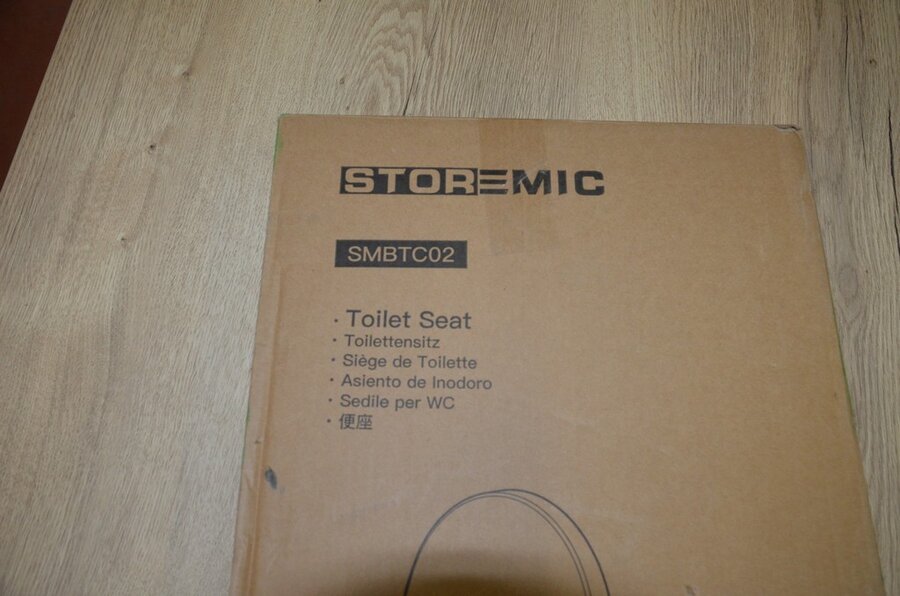 STOREMIC
SMBTC02
· Toilet Seat
· Toilettensitz
· Siège de Toilette
· Asiento de Inodoro
· Sedile per WC
· 便座